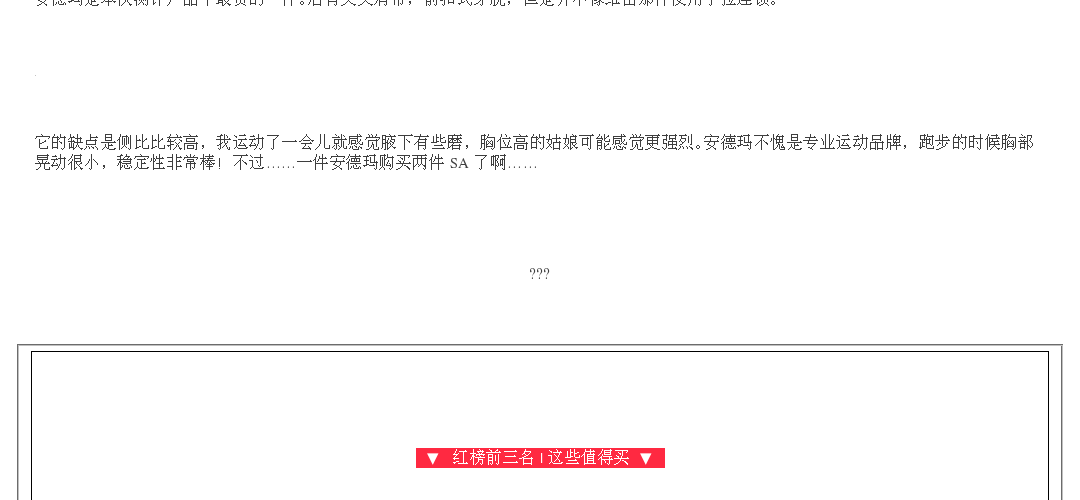 它的缺点是侧比比较高，我运动了一会儿就感觉腋下有些磨，胸位高的姑娘可能感觉更强烈。安德玛不愧是专业运动品牌，跑步的时候胸部
晃动很小，稳定性非常棒！不过……一件安德玛购买两件 SA 了啊……
???
▼ 红榜前三名 | 这些值得买 ▼